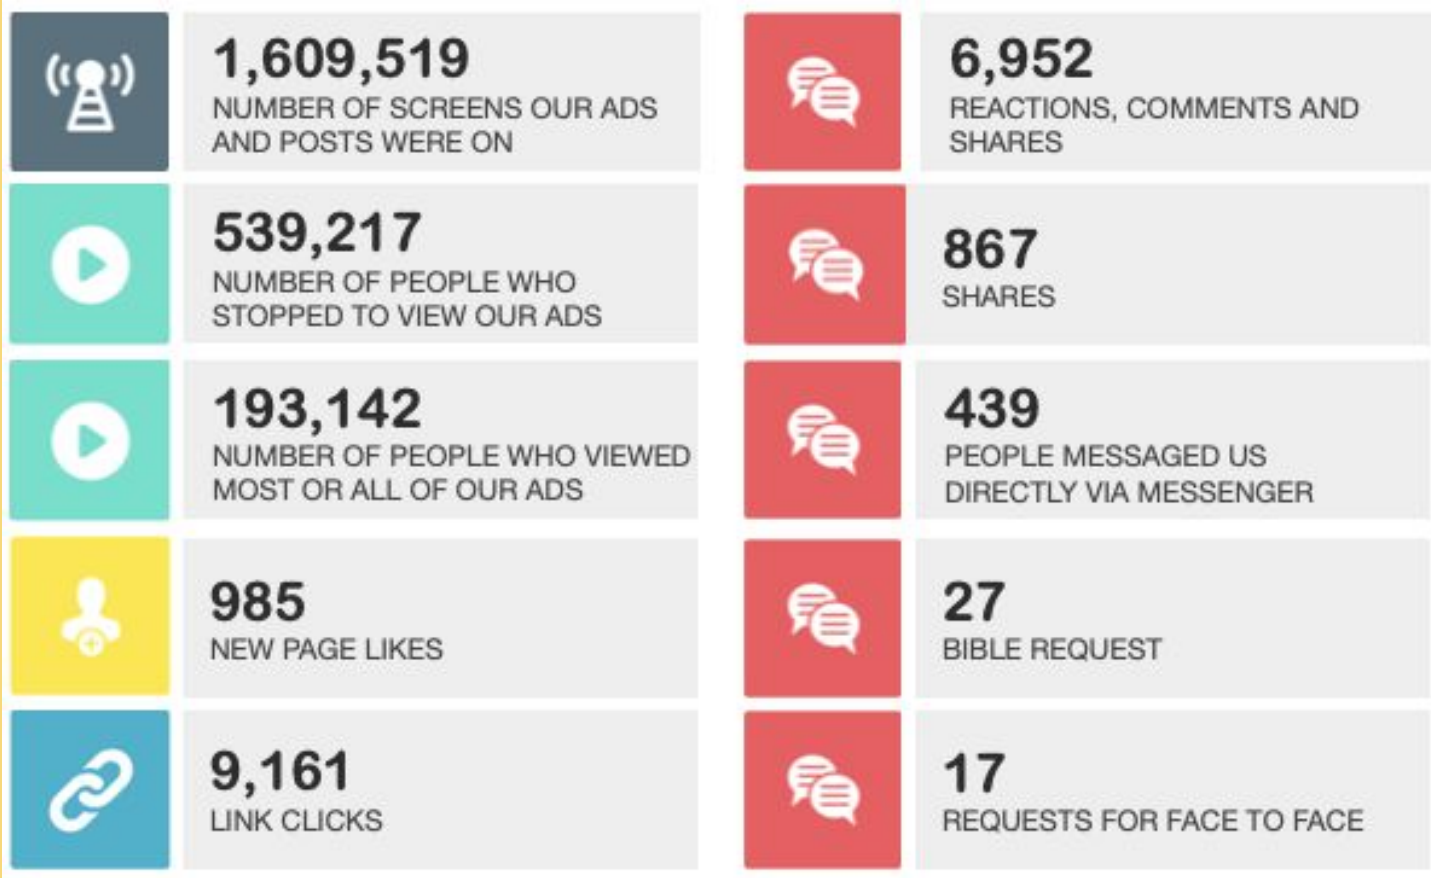 1,609,519
NUMBER OF SCREENS OUR ADS
AND POSTS WERE ON
539,217
NUMBER OF PEOPLE WHO
STOPPED TO VIEW OUR ADS
193,142
NUMBER OF PEOPLE WHO VIEWED
MOST OR ALL OF OUR ADS
985
NEW PAGE LIKES
9,161
LINK CLICKS
6,952
REACTIONS, COMMENTS AND
SHARES
867
SHARES
439
PEOPLE MESSAGED US
DIRECTLY VIA MESSENGER
27
BIBLE REQUEST
17
REQUESTS FOR FACE TO FACE